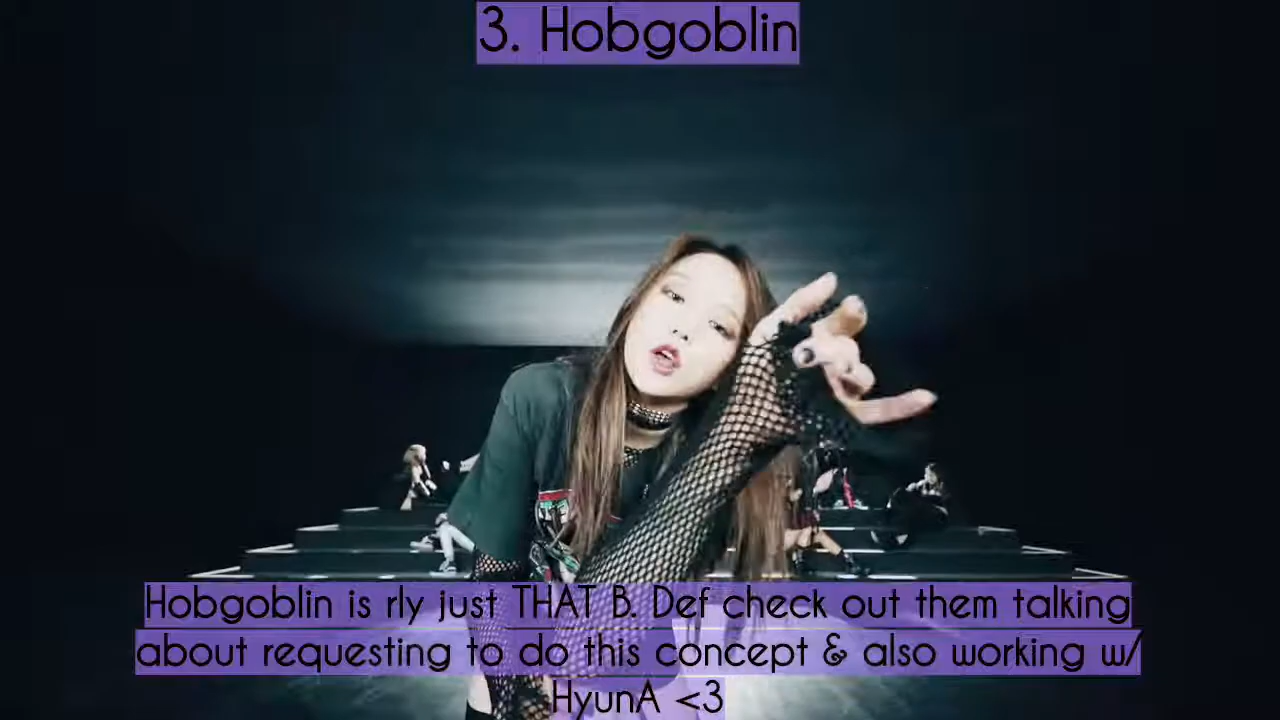 3. Hobgoblin
Hobgoblin is rly just THAT B. Def check out them talking
about requesting to do this concept & also working w/
HyunA <3